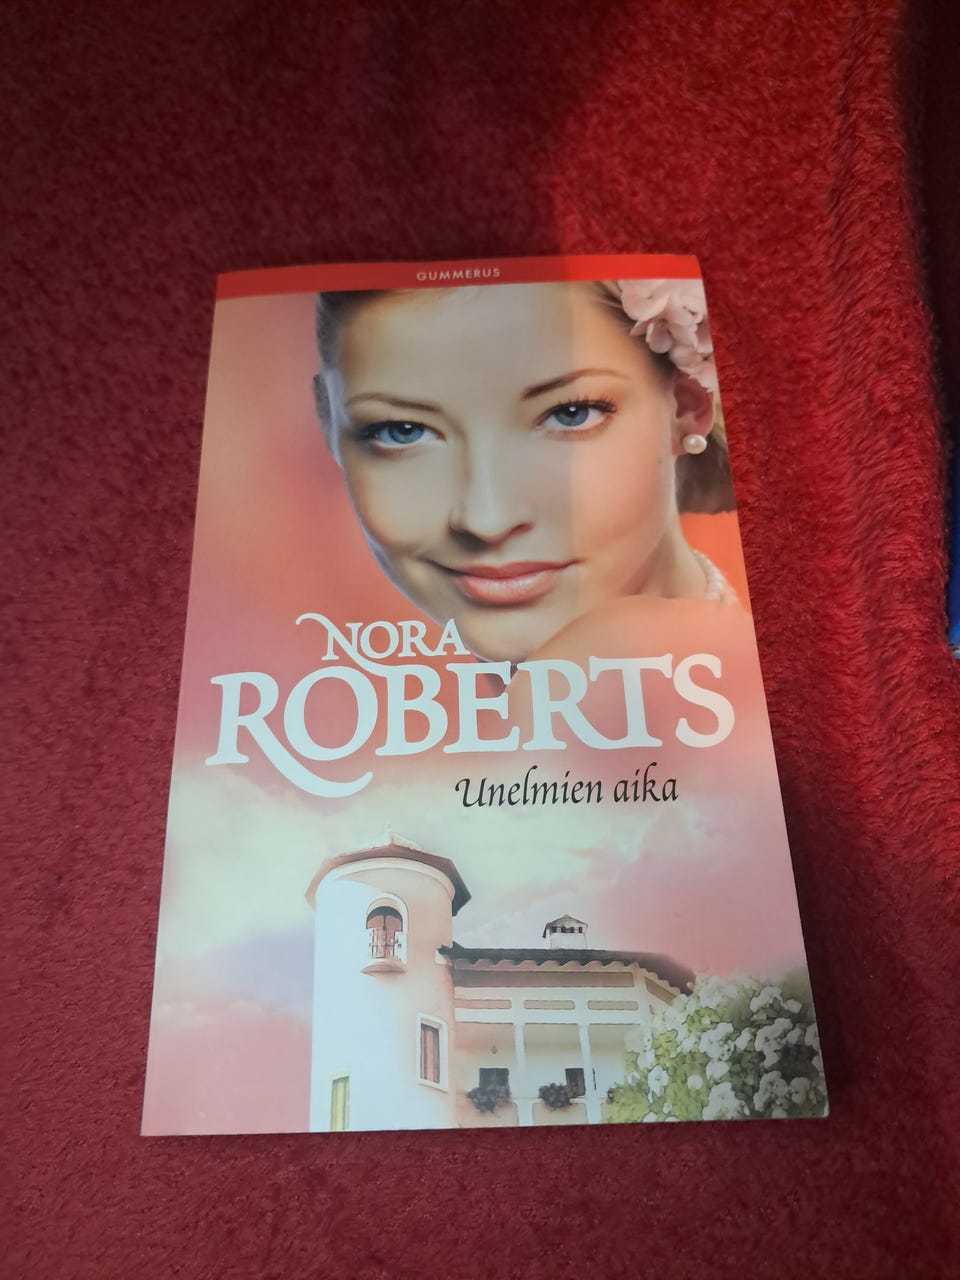 GUMMERUS
NORA
ROBERTS
Unelmien aika